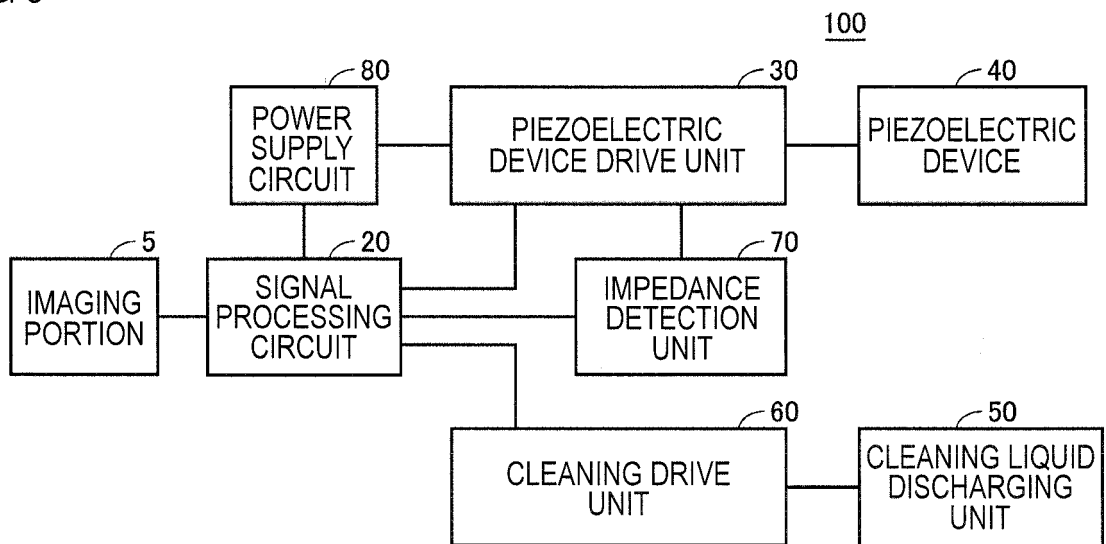 100
80
30
40
POWER
SUPPLY
CIRCUIT
PIEZOELECTRIC
DEVICE DRIVE UNIT
PIEZOELECTRIC
DEVICE
5
20
70
IMAGING
PORTION
SIGNAL
PROCESSING
CIRCUIT
IMPEDANCE
DETECTION
UNIT
60
50
CLEANING DRIVE
UNIT
CLEANING LIQUID
DISCHARGING
UNIT